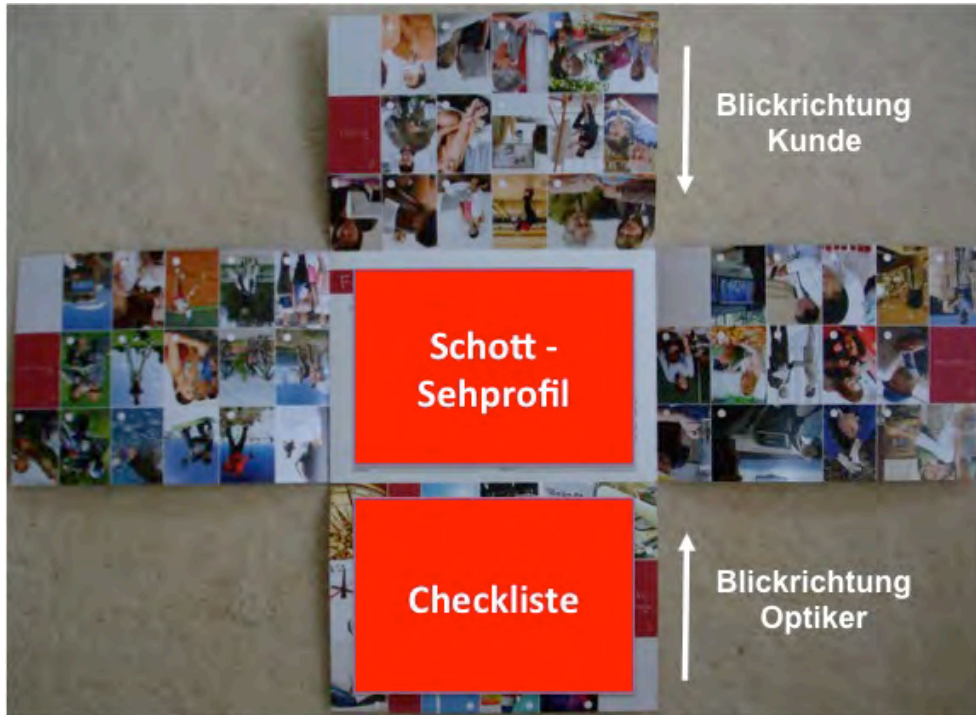 Blickrichtung
Kunde
Schott -
Sehprofil
Checkliste
Blickrichtung
Optiker